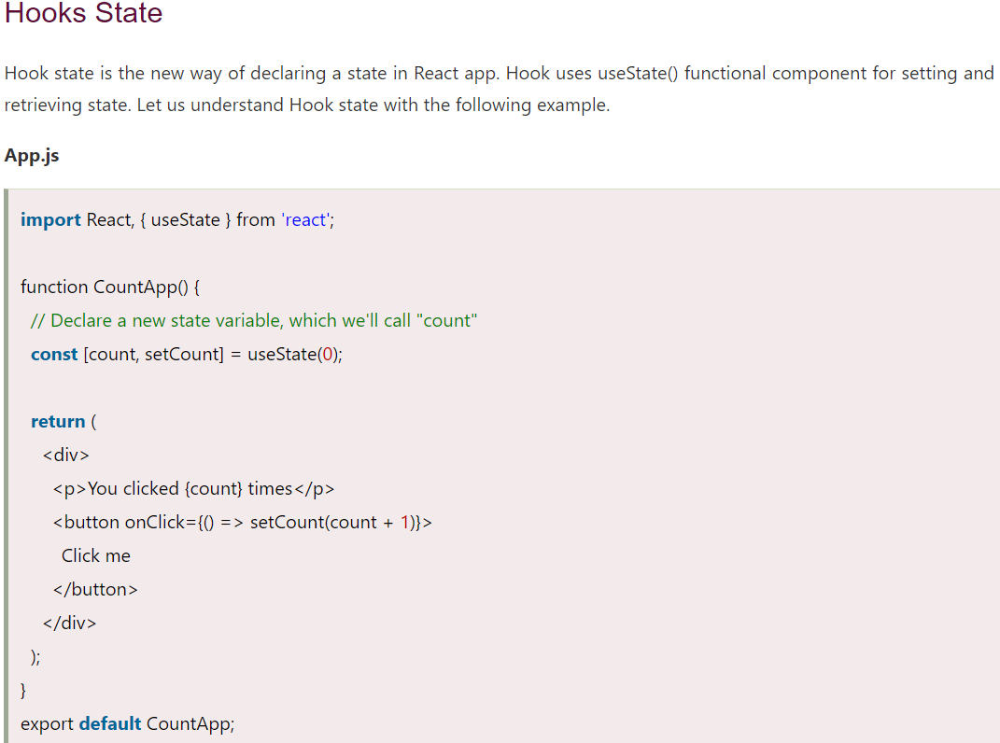 Hooks State
Hook state is the new way of declaring a state in React app. Hook uses useState() functional component for setting and
retrieving state. Let us understand Hook state with the following example.
App.js
import React, { useState } from 'react';
function CountApp() {
// Declare a new state variable, which we'll call "count"
const [count, setCount] = useState(0);
return (
<div>
<p>You clicked {count} times</p>
<button onClick={() => setCount(count + 1)}>
Click me
</button>
</div>
);
}
export default CountApp;